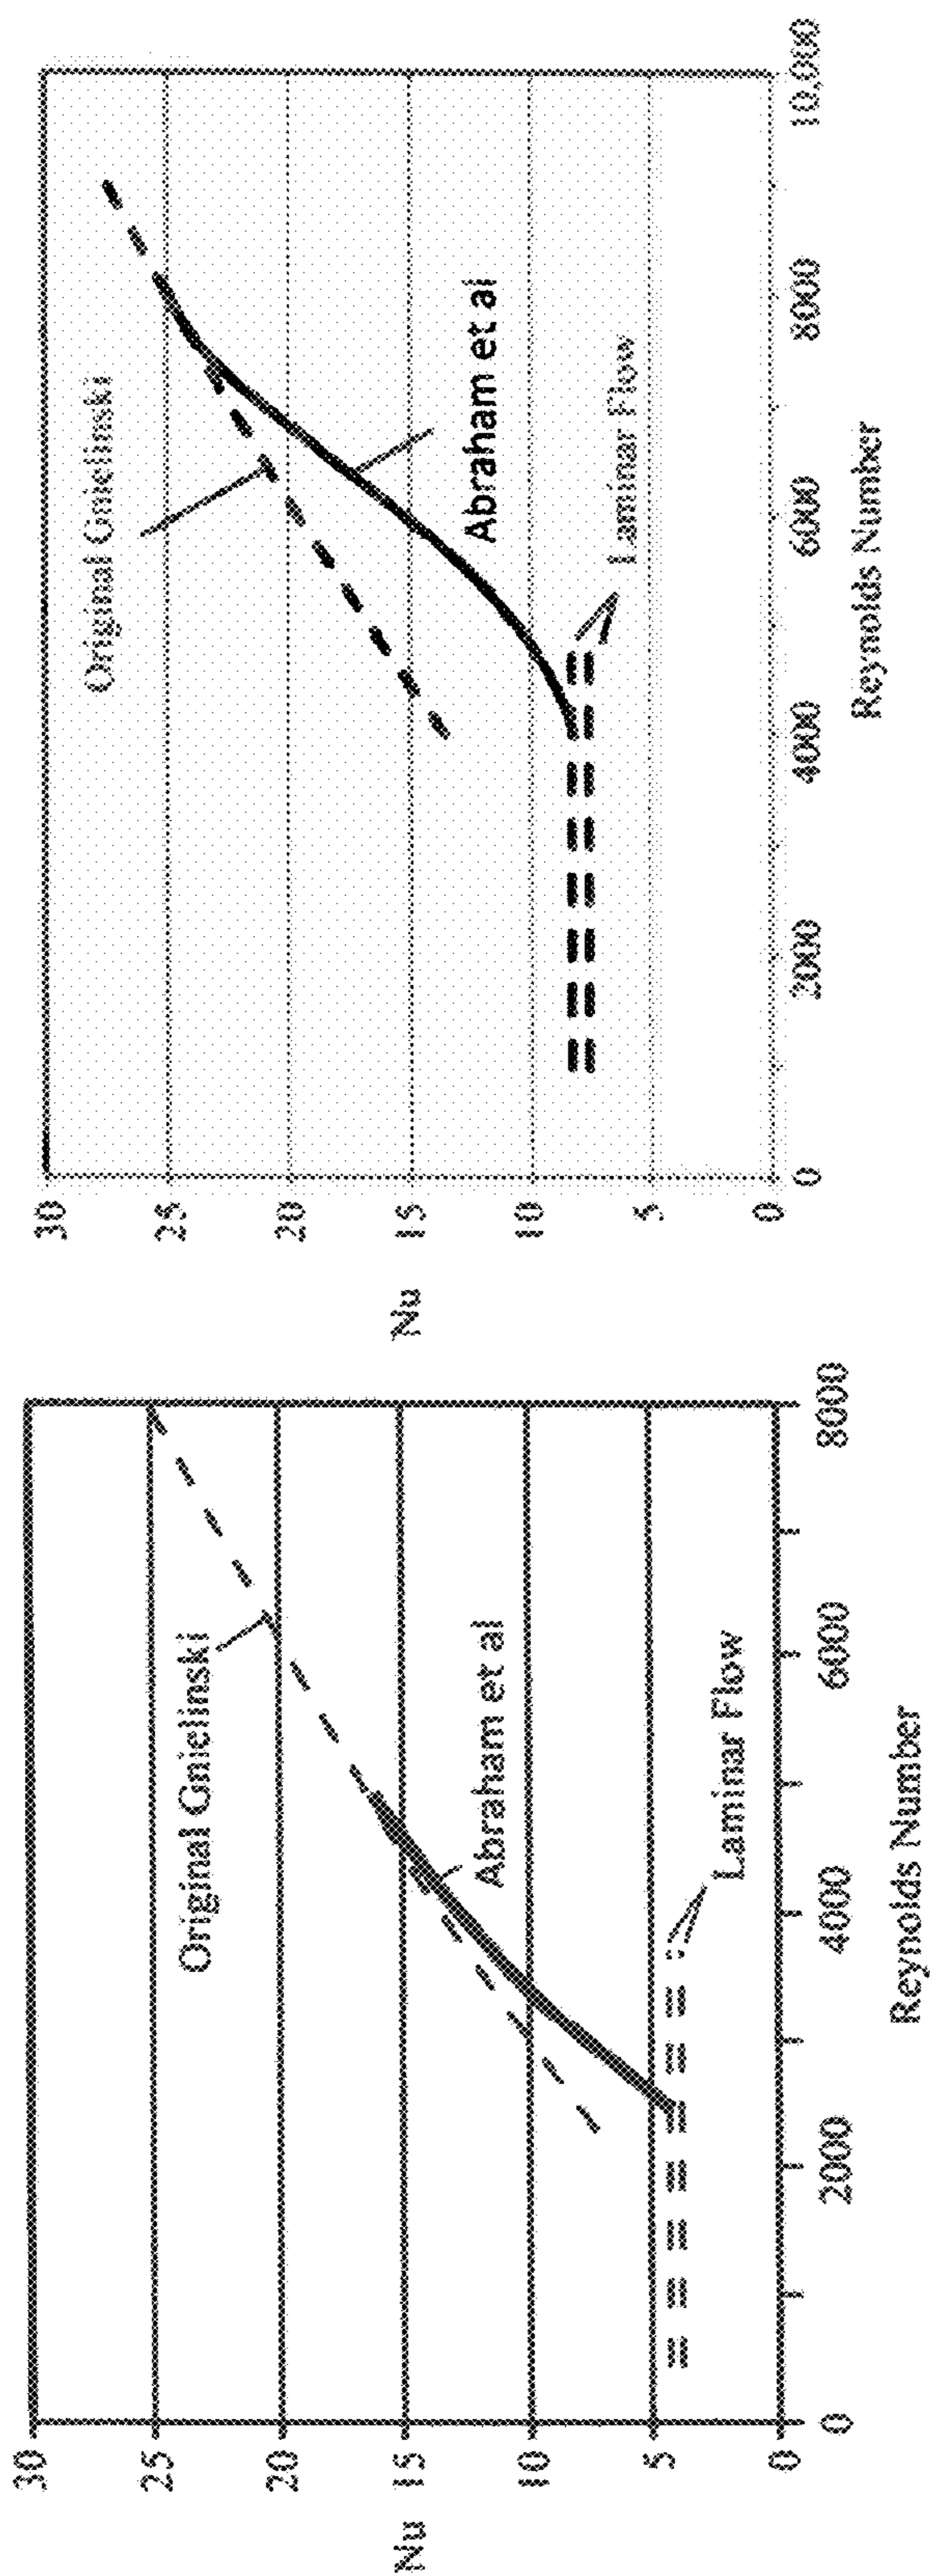 30
25
20
15
10
5
0
Nu
Original Gnielinski
Abraham et al
Laminar Flow
0
2000
4000
6000
8000
Reynolds Number
30
25
20
15
10
5
0
Nu
Original Gnielinski
Abraham et al
Laminar Flow
0
2000
4000
6000
8000
10,000
Reynolds Number